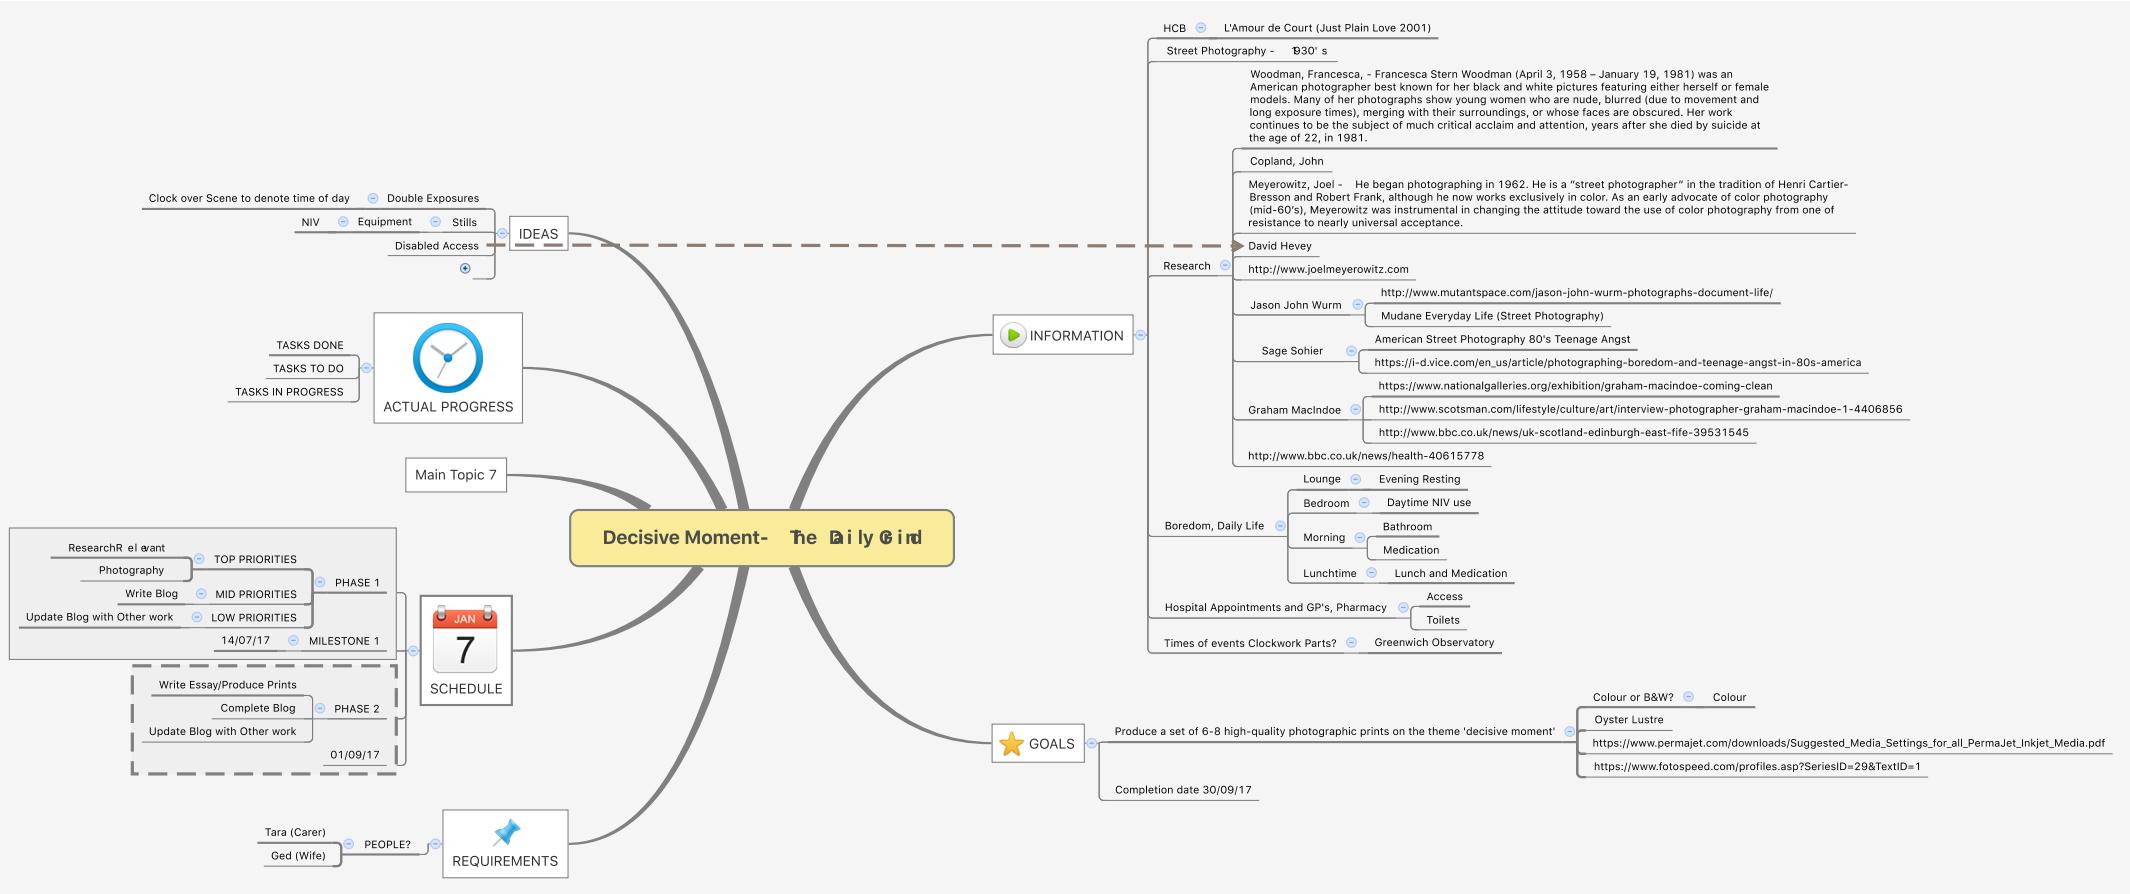 HCB
L'Amour de Court (Just Plain Love 2001)
Street Photography - 1930' s
Woodman, Francesca, - Francesca Stern Woodman (April 3, 1958 – January 19, 1981) was an
American photographer best known for her black and white pictures featuring either herself or female
models. Many of her photographs show young women who are nude, blurred (due to movement and
long exposure times), merging with their surroundings, or whose faces are obscured. Her work
continues to be the subject of much critical acclaim and attention, years after she died by suicide at
the age of 22, in 1981.
Copland, John
Meyerowitz, Joel - He began photographing in 1962. He is a “street photographer” in the tradition of Henri Cartier-
Bresson and Robert Frank, although he now works exclusively in color. As an early advocate of color photography
(mid-60’s), Meyerowitz was instrumental in changing the attitude toward the use of color photography from one of
resistance to nearly universal acceptance.
David Hevey
Research
http://www.joelmeyerowitz.com
Jason John Wurm
http://www.mutantspace.com/jason-john-wurm-photographs-document-life/
Mudane Everyday Life (Street Photography)
INFORMATION
Sage Sohier
American Street Photography 80's Teenage Angst
https://i-d.vice.com/en_us/article/photographing-boredom-and-teenage-angst-in-80s-america
Graham MacIndoe
https://www.nationalgalleries.org/exhibition/graham-macindoe-coming-clean
http://www.scotsman.com/lifestyle/culture/art/interview-photographer-graham-macindoe-1-4406856
http://www.bbc.co.uk/news/uk-scotland-edinburgh-east-fife-39531545
http://www.bbc.co.uk/news/health-40615778
Boredom, Daily Life
Lounge
Evening Resting
Bedroom
Daytime NIV use
Morning
Bathroom
Medication
Lunchtime
Lunch and Medication
Hospital Appointments and GP's, Pharmacy
Access
Toilets
Times of events Clockwork Parts?
Greenwich Observatory
GOALS
Produce a set of 6-8 high-quality photographic prints on the theme 'decisive moment'
Colour or B&W?
Colour
Oyster Lustre
https://www.permajet.com/downloads/Suggested_Media_Settings_for_all_PermaJet_Inkjet_Media.pdf
https://www.fotospeed.com/profiles.asp?SeriesID=29&TextID=1
Completion date 30/09/17
Decisive Moment- The Daily Grind
IDEAS
Double Exposures
Clock over Scene to denote time of day
Stills
Equipment
NIV
Disabled Access
ACTUAL PROGRESS
TASKS DONE
TASKS TO DO
TASKS IN PROGRESS
Main Topic 7
JAN
7
SCHEDULE
PHASE 1
TOP PRIORITIES
Research Relevant
Photography
MID PRIORITIES
Write Blog
LOW PRIORITIES
Update Blog with Other work
MILESTONE 1
14/07/17
PHASE 2
Write Essay/Produce Prints
Complete Blog
Update Blog with Other work
01/09/17
REQUIREMENTS
PEOPLE?
Tara (Carer)
Ged (Wife)